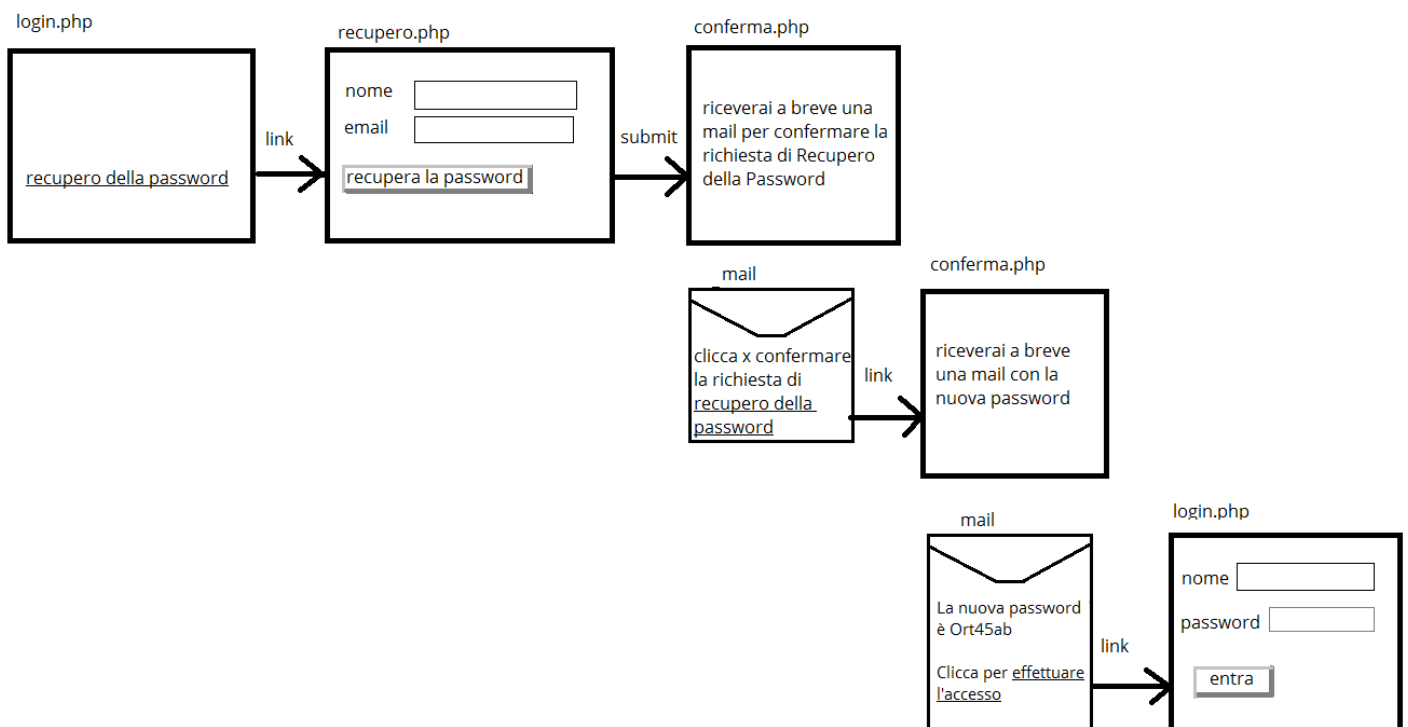 login.php
recupero della password
link
recupero.php
nome
email
recupera la password
submit
conferma.php
riceverai a breve una
mail per confermare la
richiesta di Recupero
della Password
mail
clicca x confermare
la richiesta di
recupero della
password
link
conferma.php
riceverai a breve
una mail con la
nuova password
mail
La nuova password
è Ort45ab
Clicca per effettuare
l'accesso
link
login.php
nome
password
entra